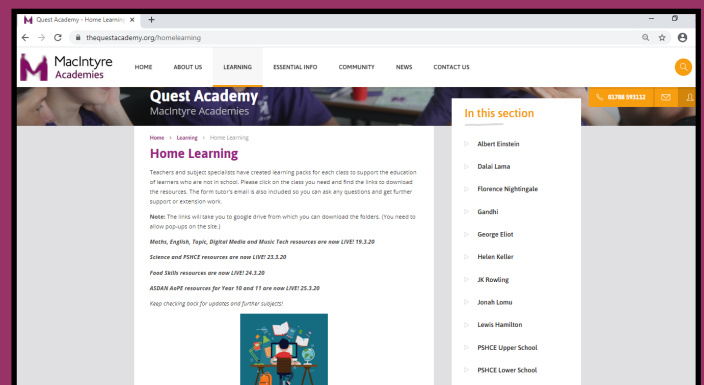 Quest Academy - Home Learning
thequestacademy.org/homelearning
MacIntyre
Academies
HOME ABOUT US LEARNING ESSENTIAL INFO COMMUNITY NEWS CONTACT US
01788 593112
Quest Academy
MacIntyre Academies
Home > Learning > Home Learning
Home Learning
Teachers and subject specialists have created learning packs for each class to support the education
of learners who are not in school. Please click on the class you need and find the links to download
the resources. The form tutor's email is also included so you can ask any questions and get further
support or extension work.
Note: The links will take you to google drive from which you can download the folders. (You need to
allow pop-ups on the site.)
Maths, English, Topic, Digital Media and Music Tech resources are now LIVE! 19.3.20
Science and PSHCE resources are now LIVE! 23.3.20
Food Skills resources are now LIVE! 24.3.20
ASDAN AoPE resources for Year 10 and 11 are now LIVE! 25.3.20
Keep checking back for updates and further subjects!
In this section
Albert Einstein
Dalai Lama
Florence Nightingale
Gandhi
George Eliot
Helen Keller
JK Rowling
Jonah Lomu
Lewis Hamilton
PSHCE Upper School
PSHCE Lower School